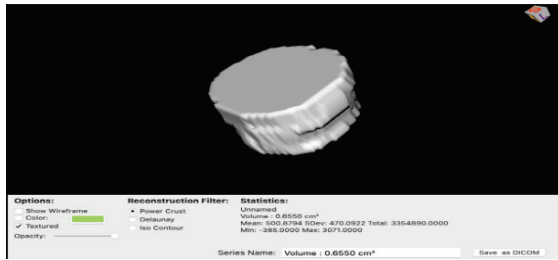 Options:
Show Wireframe
Color:
Textured
Opacity:
Reconstruction Filter:
Power Crust
Delaunay
Iso Contour
Statistics:
Unnamed
Volume : 0.6550 cm³
Mean: 500.8794 SDev: 470.0922 Total: 3354890.0000
Min: -385.0000 Max: 3071.0000
Series Name: Volume : 0.6550 cm³
Save as DICOM